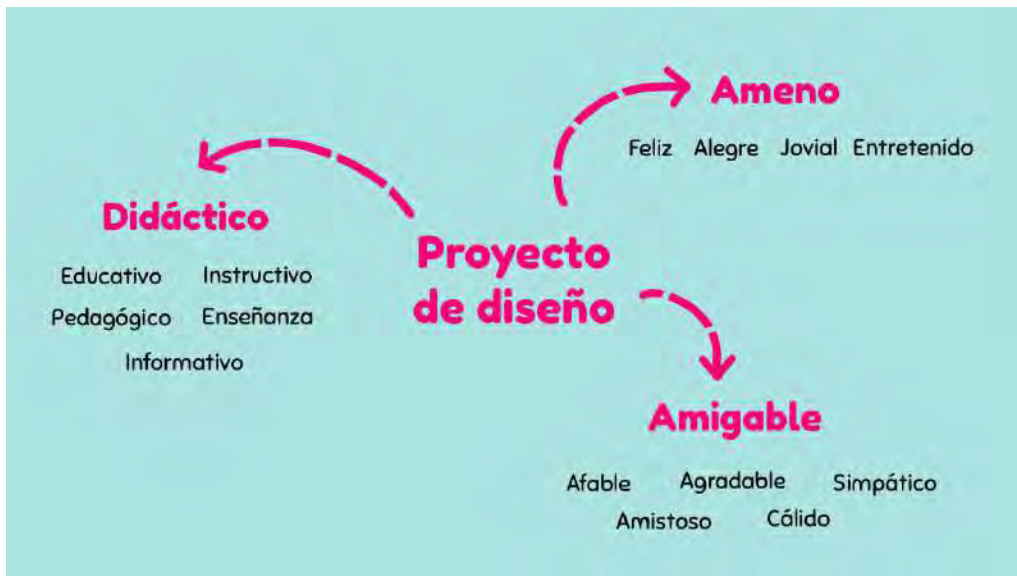 Proyecto
de diseño
Didáctico
Educativo Instructivo
Pedagógico Enseñanza
Informativo
Ameno
Feliz Alegre Jovial Entretenido
Amigable
Afable Agradable Simpático
Amistoso Cálido